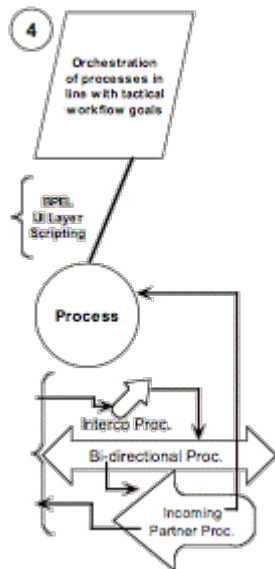 4
Orchestration
of processes in
line with tactical
workflow goals
BPEL
UI Layer
Scripting
Process
Interco Proc.
Bi-directional Proc.
Incoming
Partner Proc.